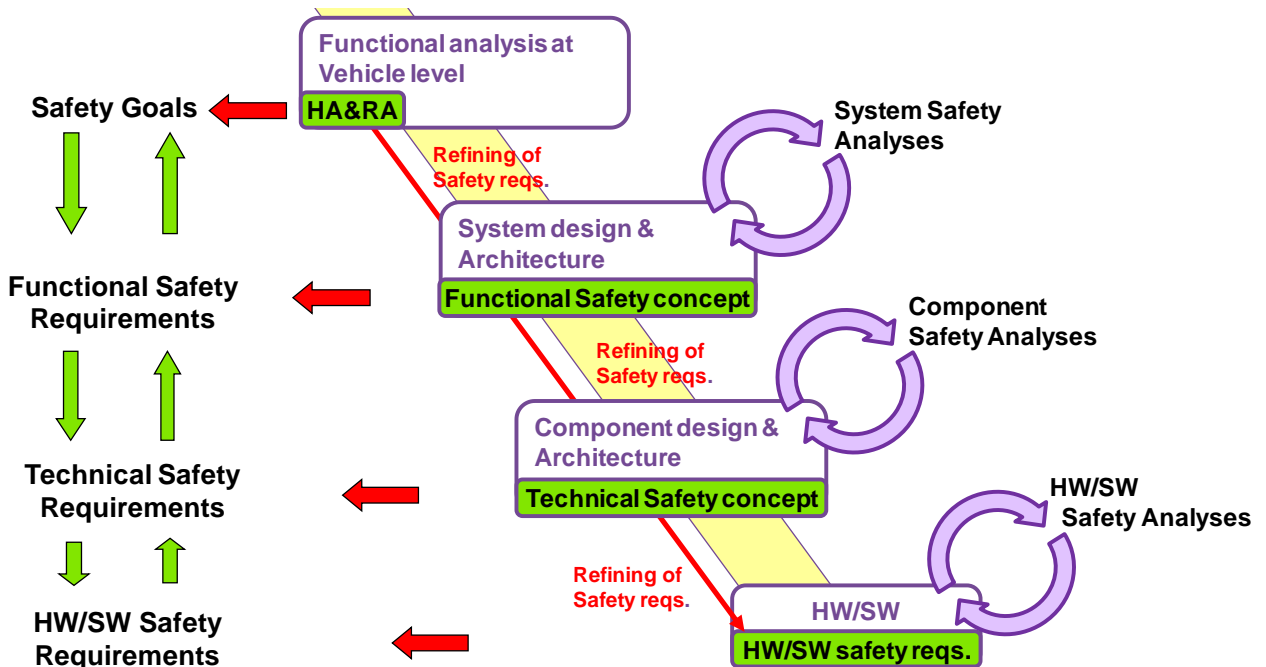 Functional analysis at
Vehicle level
HA&RA
Safety Goals
System Safety
Analyses
Refining of
Safety reqs.
System design &
Architecture
Functional Safety concept
Functional Safety
Requirements
Component
Safety Analyses
Refining of
Safety reqs.
Component design &
Architecture
Technical Safety concept
Technical Safety
Requirements
HW/SW
Safety Analyses
Refining of
Safety reqs.
HW/SW
HW/SW safety reqs.
HW/SW Safety
Requirements